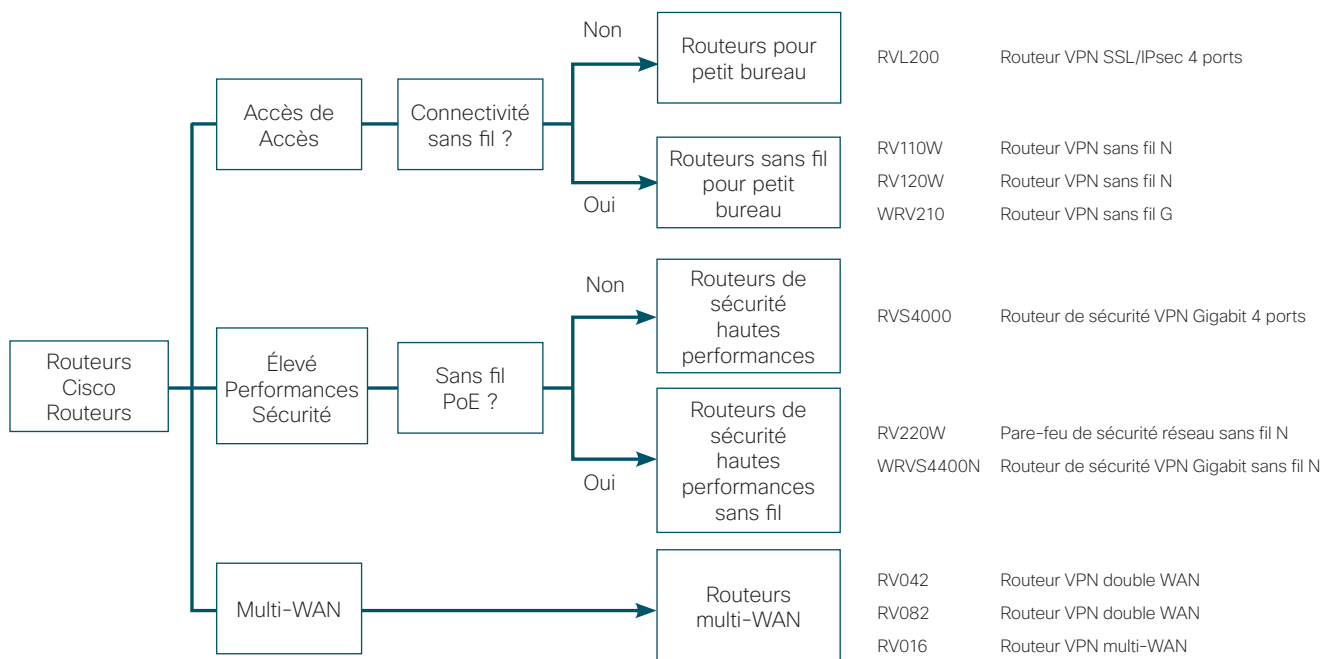 Non
Routeurs pour
petit bureau
RVL200 Routeur VPN SSL/IPsec 4 ports
Accès de
Accès
Connectivité
sans fil ?
Oui
Routeurs sans fil
pour petit
bureau
RV110W Routeur VPN sans fil N
RV120W Routeur VPN sans fil N
WRV210 Routeur VPN sans fil G
Routeurs
Cisco
Routeurs
Élevé
Performances
Sécurité
Sans fil
PoE ?
Non
Routeurs de
sécurité
hautes
performances
RVS4000 Routeur de sécurité VPN Gigabit 4 ports
Oui
Routeurs de
sécurité
hautes
performances
sans fil
RV220W Pare-feu de sécurité réseau sans fil N
WRVS4400N Routeur de sécurité VPN Gigabit sans fil N
Multi-WAN
Routeurs
multi-WAN
RV042 Routeur VPN double WAN
RV082 Routeur VPN double WAN
RV016 Routeur VPN multi-WAN